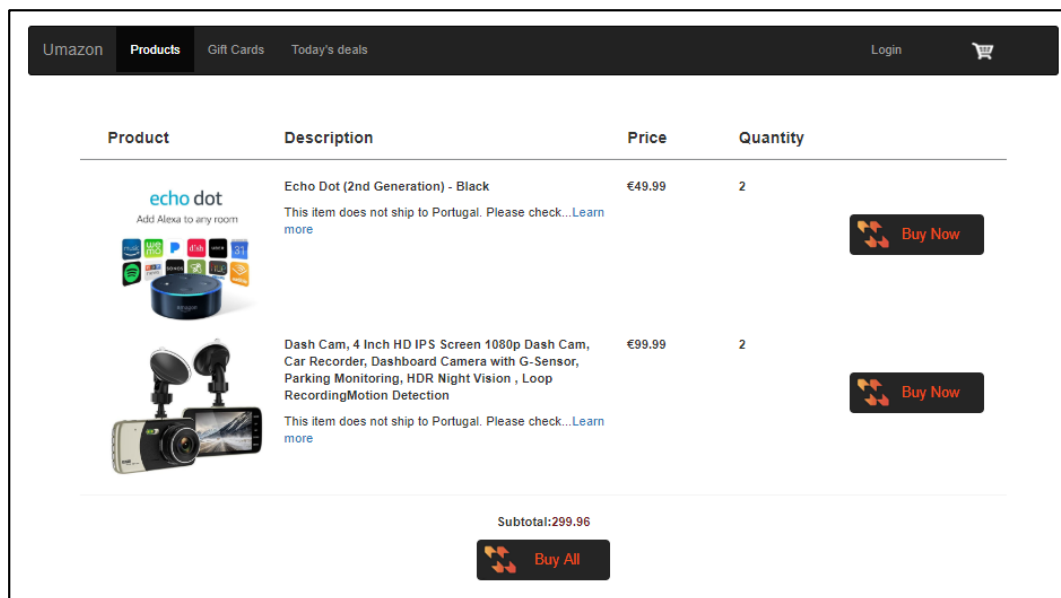 Umazon Products Gift Cards Today's deals Login
Product Description Price Quantity
Echo Dot (2nd Generation) - Black €49.99 2
echo dot
Add Alexa to any room
This item does not ship to Portugal. Please check...Learn
more
Buy Now
dish
31
Dash Cam, 4 Inch HD IPS Screen 1080p Dash Cam, €99.99 2
Car Recorder, Dashboard Camera with G-Sensor,
Parking Monitoring, HDR Night Vision , Loop
RecordingMotion Detection
Buy Now
This item does not ship to Portugal. Please check...Learn
more
Subtotal:299.96
Buy All